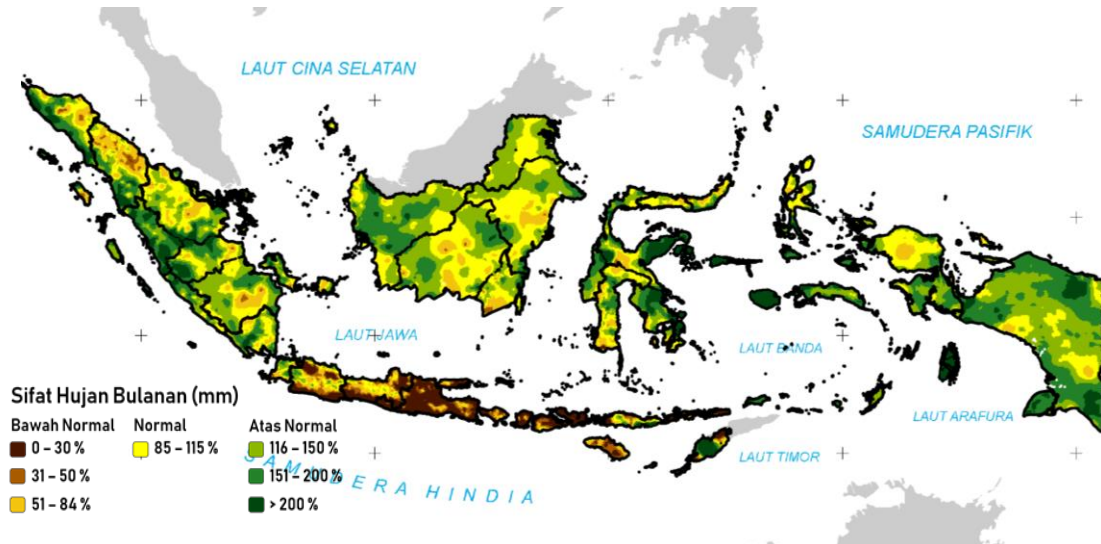 LAUT CINA SELATAN
SAMUDERA PASIFIK
LAUT JAWA
LAUT BANDA
LAUT ARAFURA
LAUT TIMOR
SAMUDERA HINDIA
Sifat Hujan Bulanan (mm)
Bawah Normal Normal Atas Normal
0 – 30 % 85 – 115 % 116 – 150 %
31 – 50 % 151 – 200 %
51 – 84 % > 200 %